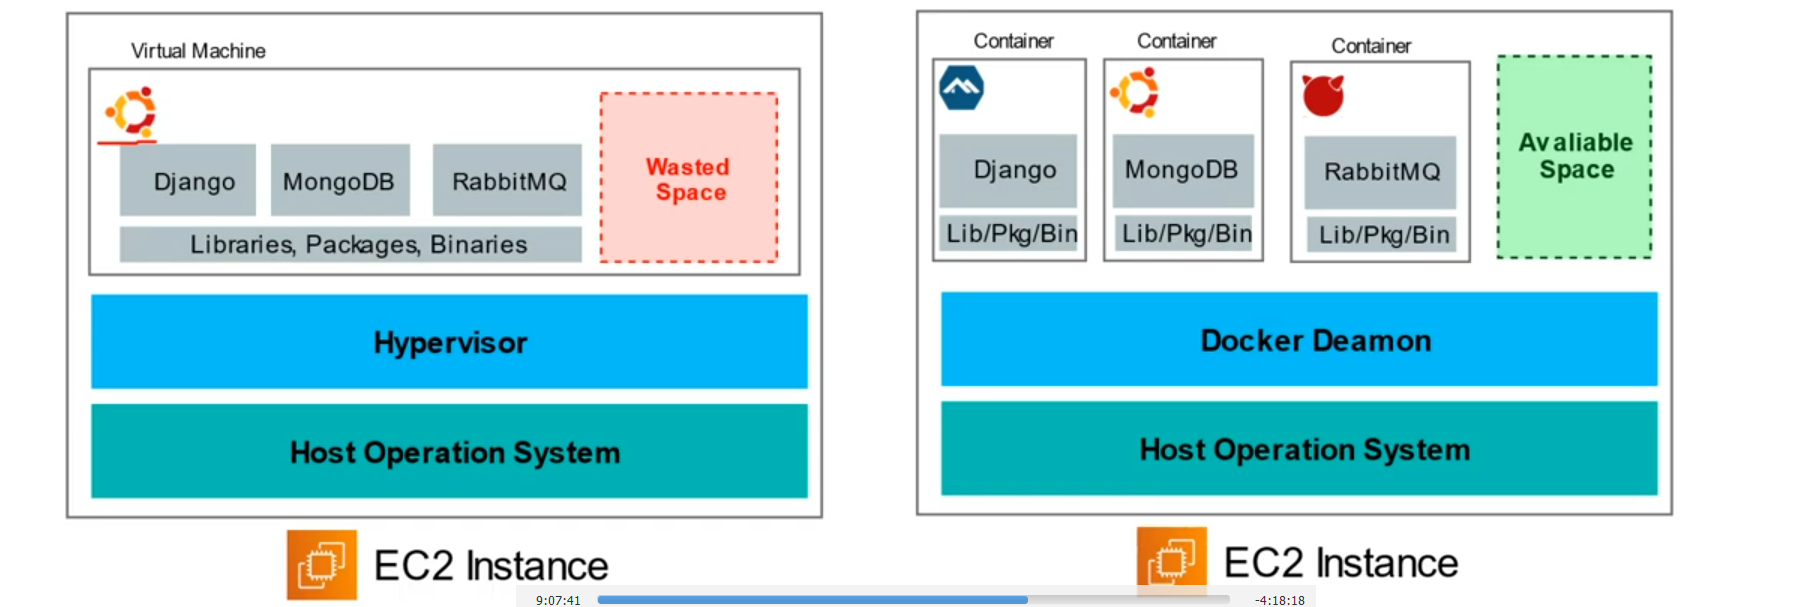 Virtual Machine
Django
MongoDB
RabbitMQ
Libraries, Packages, Binaries
Wasted
Space
Hypervisor
Host Operation System
EC2 Instance
Container
Container
Container
Django
MongoDB
RabbitMQ
Lib/Pkg/Bin
Lib/Pkg/Bin
Lib/Pkg/Bin
Avaliable
Space
Docker Deamon
Host Operation System
EC2 Instance
9:07:41
-4:18:18